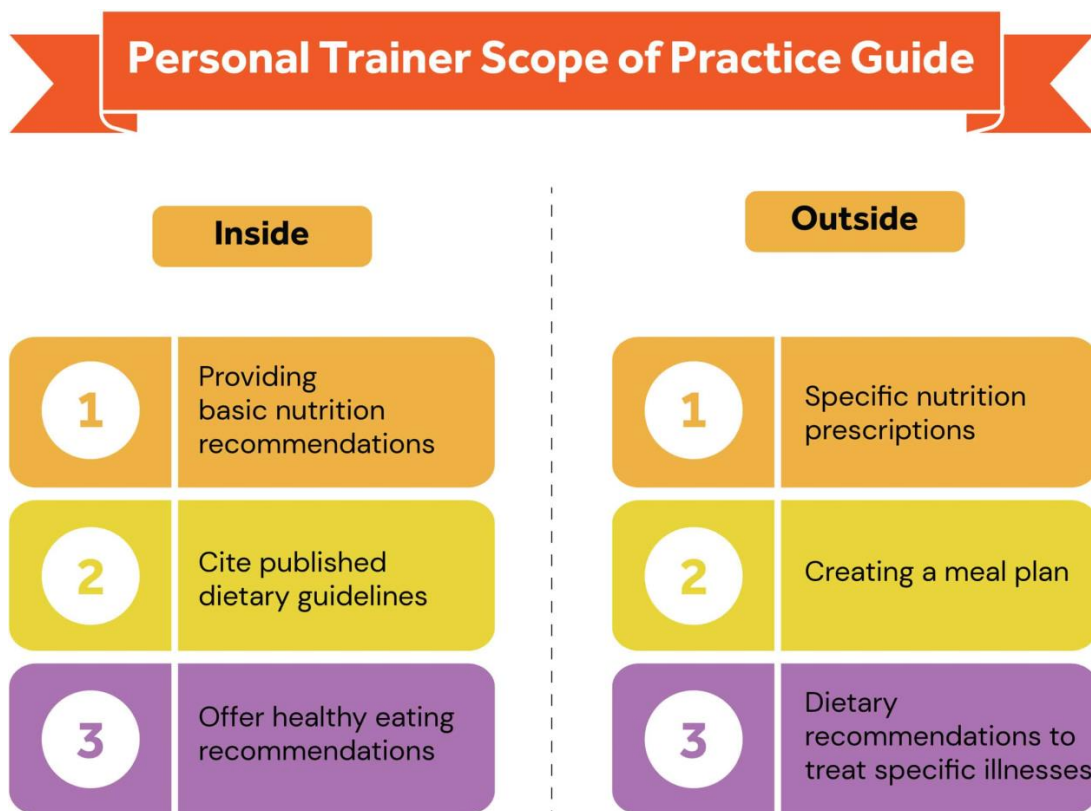 Personal Trainer Scope of Practice Guide
Inside
1
Providing
basic nutrition
recommendations
2
Cite published
dietary guidelines
3
Offer healthy eating
recommendations
Outside
1
Specific nutrition
prescriptions
2
Creating a meal plan
3
Dietary
recommendations to
treat specific illnesses